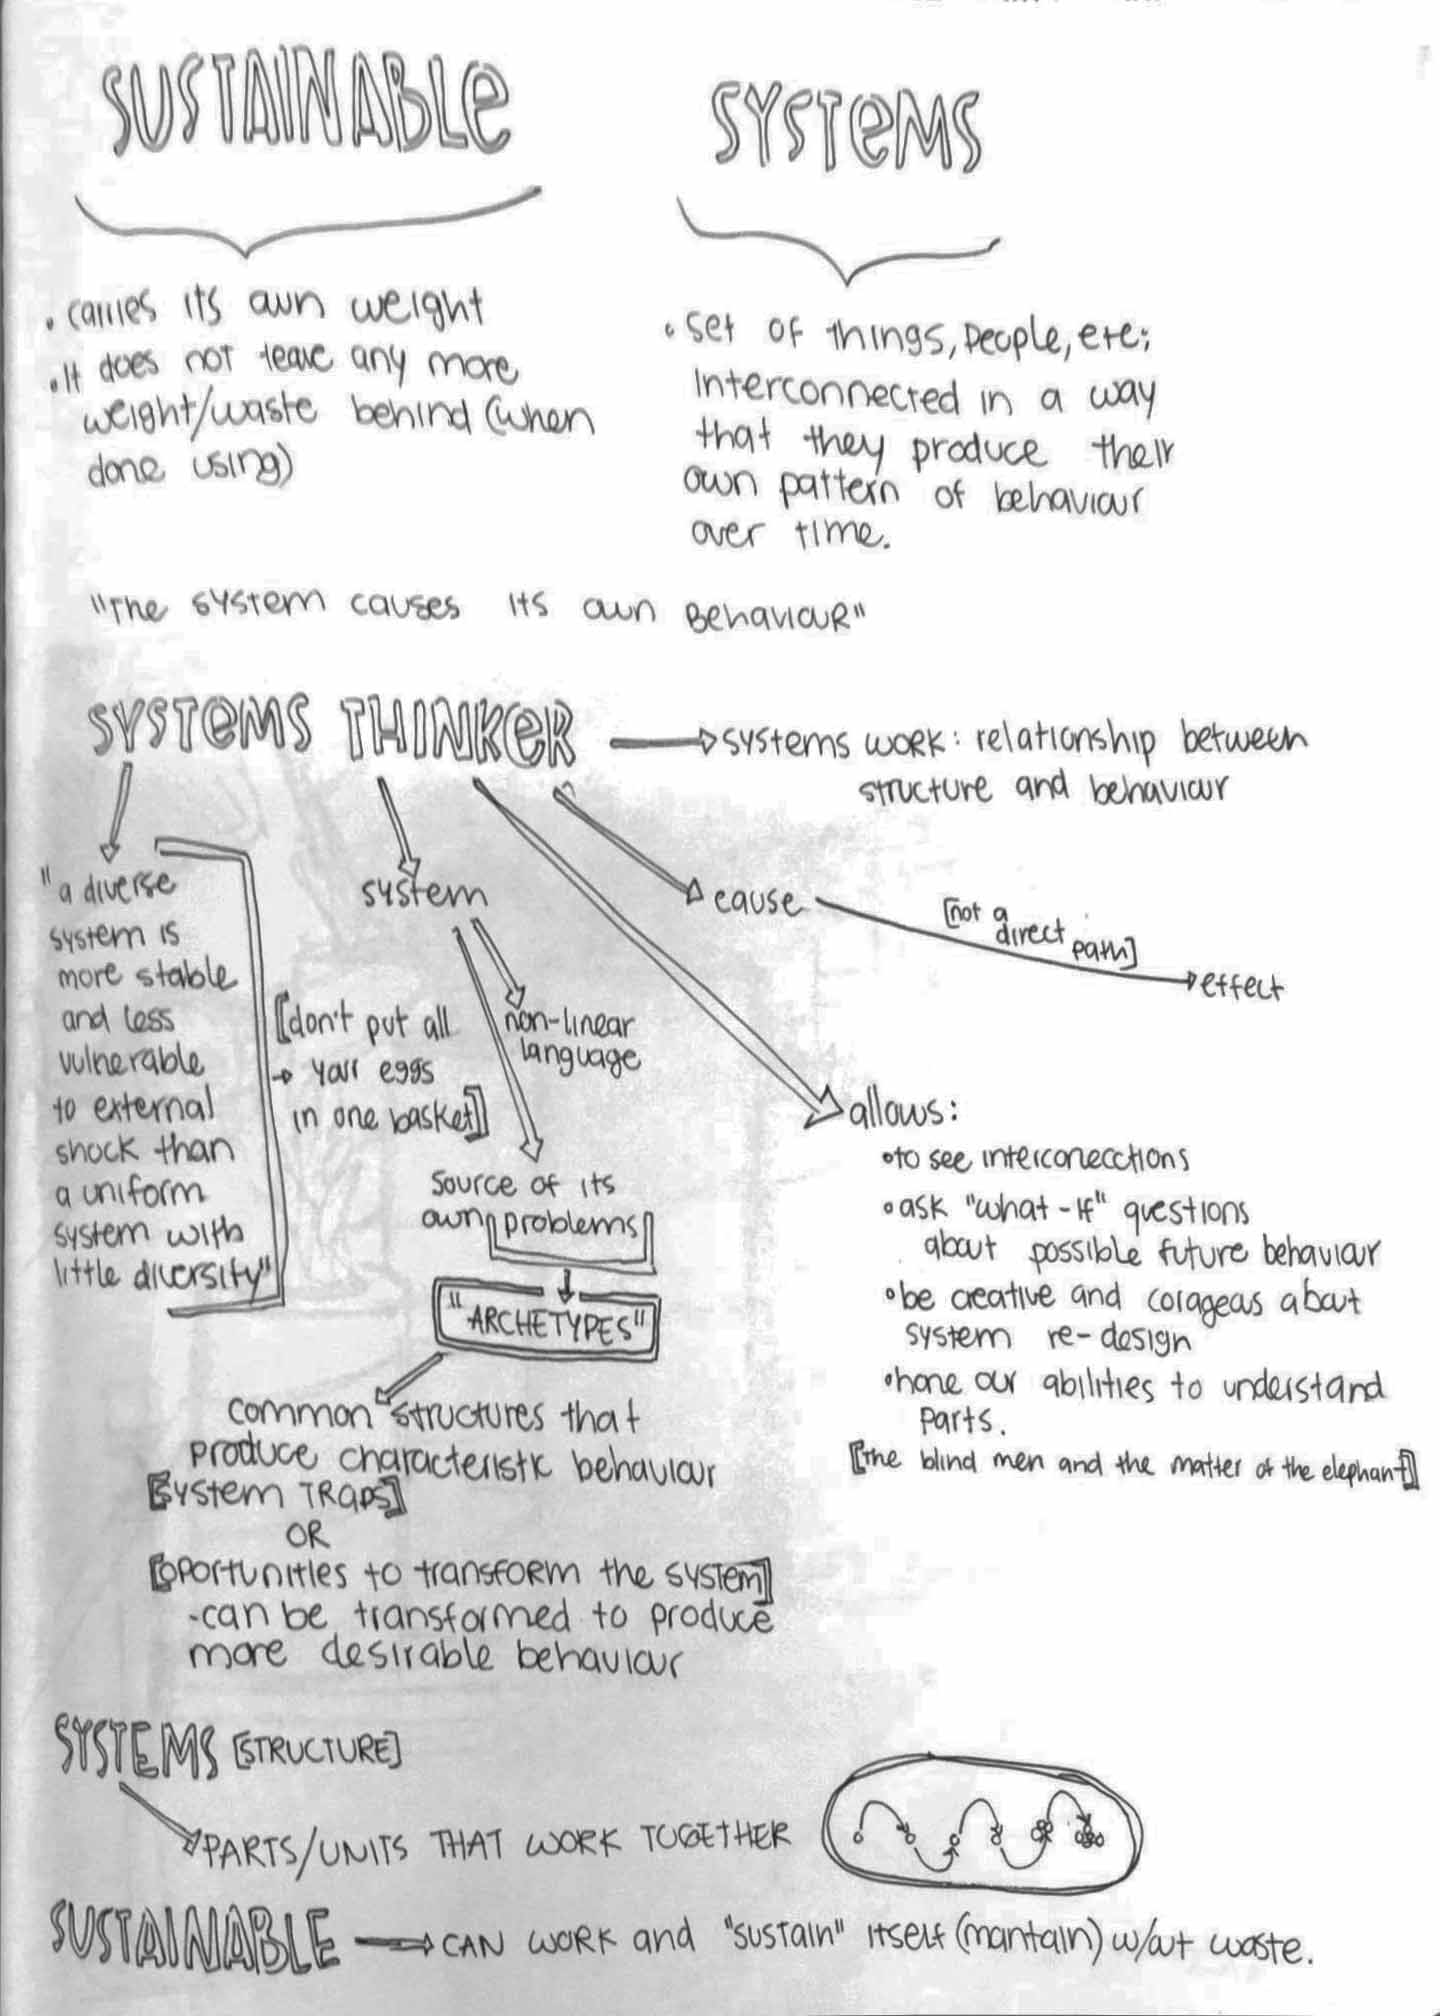 SUSTAINABLE
SYSTEMS
• carries its own weight
• It does not leave any more
weight/waste behind (when
done using)
• set of things, people, etc;
interconnected in a way
that they produce their
own pattern of behaviour
over time.
"The system causes its own Behaviour"
SYSTEMS THINKER
systems work: relationship between
structure and behaviour
"a diverse
system is
more stable
and less
vulnerable
to external
shock than
a uniform
system with
little diversity"
[don't put all
your eggs
in one basket]
system
non-linear
language
source of its
own problems
"ARCHETYPES"
common structures that
produce characteristic behaviour
[System TRAPS]
OR
[oportunities to transform the system]
-can be transformed to produce
more desirable behaviour
cause
[not a
direct
path]
effect
allows:
• to see interconecctions
• ask "what-if" questions
about possible future behaviour
• be creative and corageous about
system re-design
• hone our abilities to understand
parts.
[The blind men and the matter of the elephant]
SYSTEMS [STRUCTURE]
PARTS/UNITS THAT WORK TOGETHER
SUSTAINABLE
CAN WORK and "sustain" itself (mantain) w/out waste.